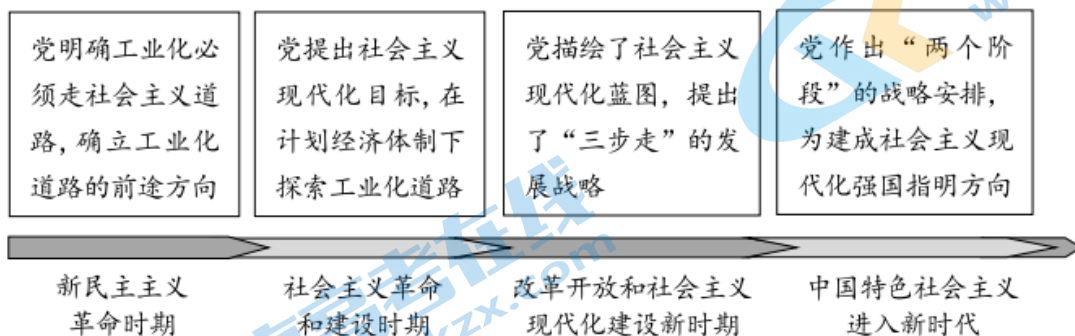 党明确工业化必
须走社会主义道
路，确立工业化
道路的前途方向
党提出社会主义
现代化目标，在
计划经济体制下
探索工业化道路
党描绘了社会主义
现代化蓝图，提出
了“三步走”的发
展战略
党作出“两个阶
段”的战略安排，
为建成社会主义现
代化强国指明方向
新民主主义
革命时期
社会主义革命
和建设时期
改革开放和社会主义
现代化建设新时期
中国特色社会主义
进入新时代
高考在线